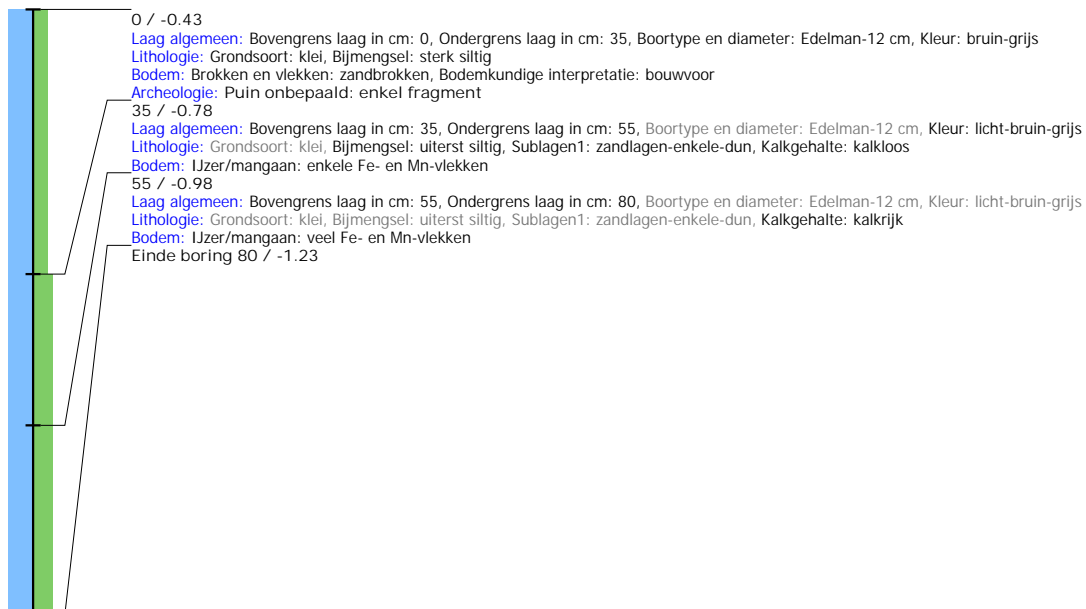 0 / -0.43
Laag algemeen: Bovengrens laag in cm: 0, Ondergrens laag in cm: 35, Boortype en diameter: Edelman-12 cm, Kleur: bruin-grijs
Lithologie: Grondsoort: klei, Bijmengsel: sterk siltig
Bodem: Brokken en vlekken: zandbrokken, Bodemkundige interpretatie: bouwvoor
Archeologie: Puin onbepaald: enkel fragment
35 / -0.78
Laag algemeen: Bovengrens laag in cm: 35, Ondergrens laag in cm: 55, Boortype en diameter: Edelman-12 cm, Kleur: licht-bruin-grijs
Lithologie: Grondsoort: klei, Bijmengsel: uiterst siltig, Sublagen1: zandlagen-enkele-dun, Kalkgehalte: kalkloos
Bodem: IJzer/mangaan: enkele Fe- en Mn-vlekken
55 / -0.98
Laag algemeen: Bovengrens laag in cm: 55, Ondergrens laag in cm: 80, Boortype en diameter: Edelman-12 cm, Kleur: licht-bruin-grijs
Lithologie: Grondsoort: klei, Bijmengsel: uiterst siltig, Sublagen1: zandlagen-enkele-dun, Kalkgehalte: kalkrijk
Bodem: IJzer/mangaan: veel Fe- en Mn-vlekken
Einde boring 80 / -1.23